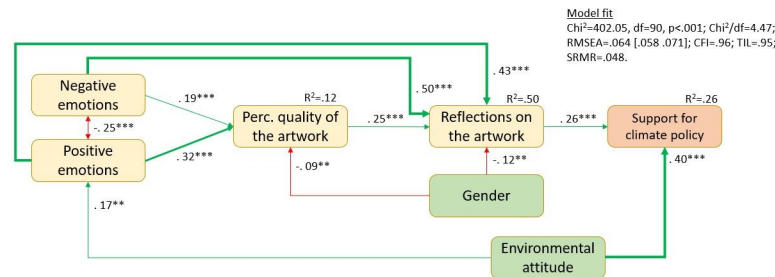 Model fit
Chi²=402.05, df=90, p<.001; Chi²/df=4.47;
RMSEA=.064 [.058 .071]; CFI=.96; TIL=.95;
SRMR=.048.
.43***
.50***
Negative
emotions
.19***
-.25***
Positive
emotions
.32***
.17**
R²=.12
Perc. quality of
the artwork
.25***
-.09**
R²=.50
Reflections on
the artwork
.26***
-.12**
R²=.26
Support for
climate policy
.40***
Gender
Environmental
attitude